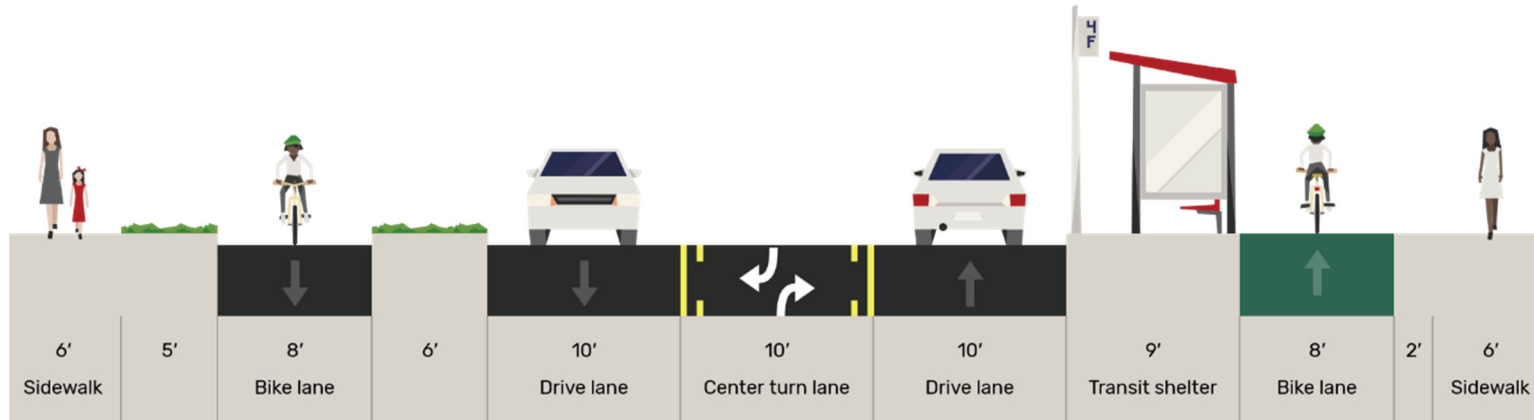 4
F
6′ 5′ 8′ 6′ 10′ 10′ 10′ 9′ 8′ 2′ 6′
Sidewalk Bike lane Drive lane Center turn lane Drive lane Transit shelter Bike lane Sidewalk